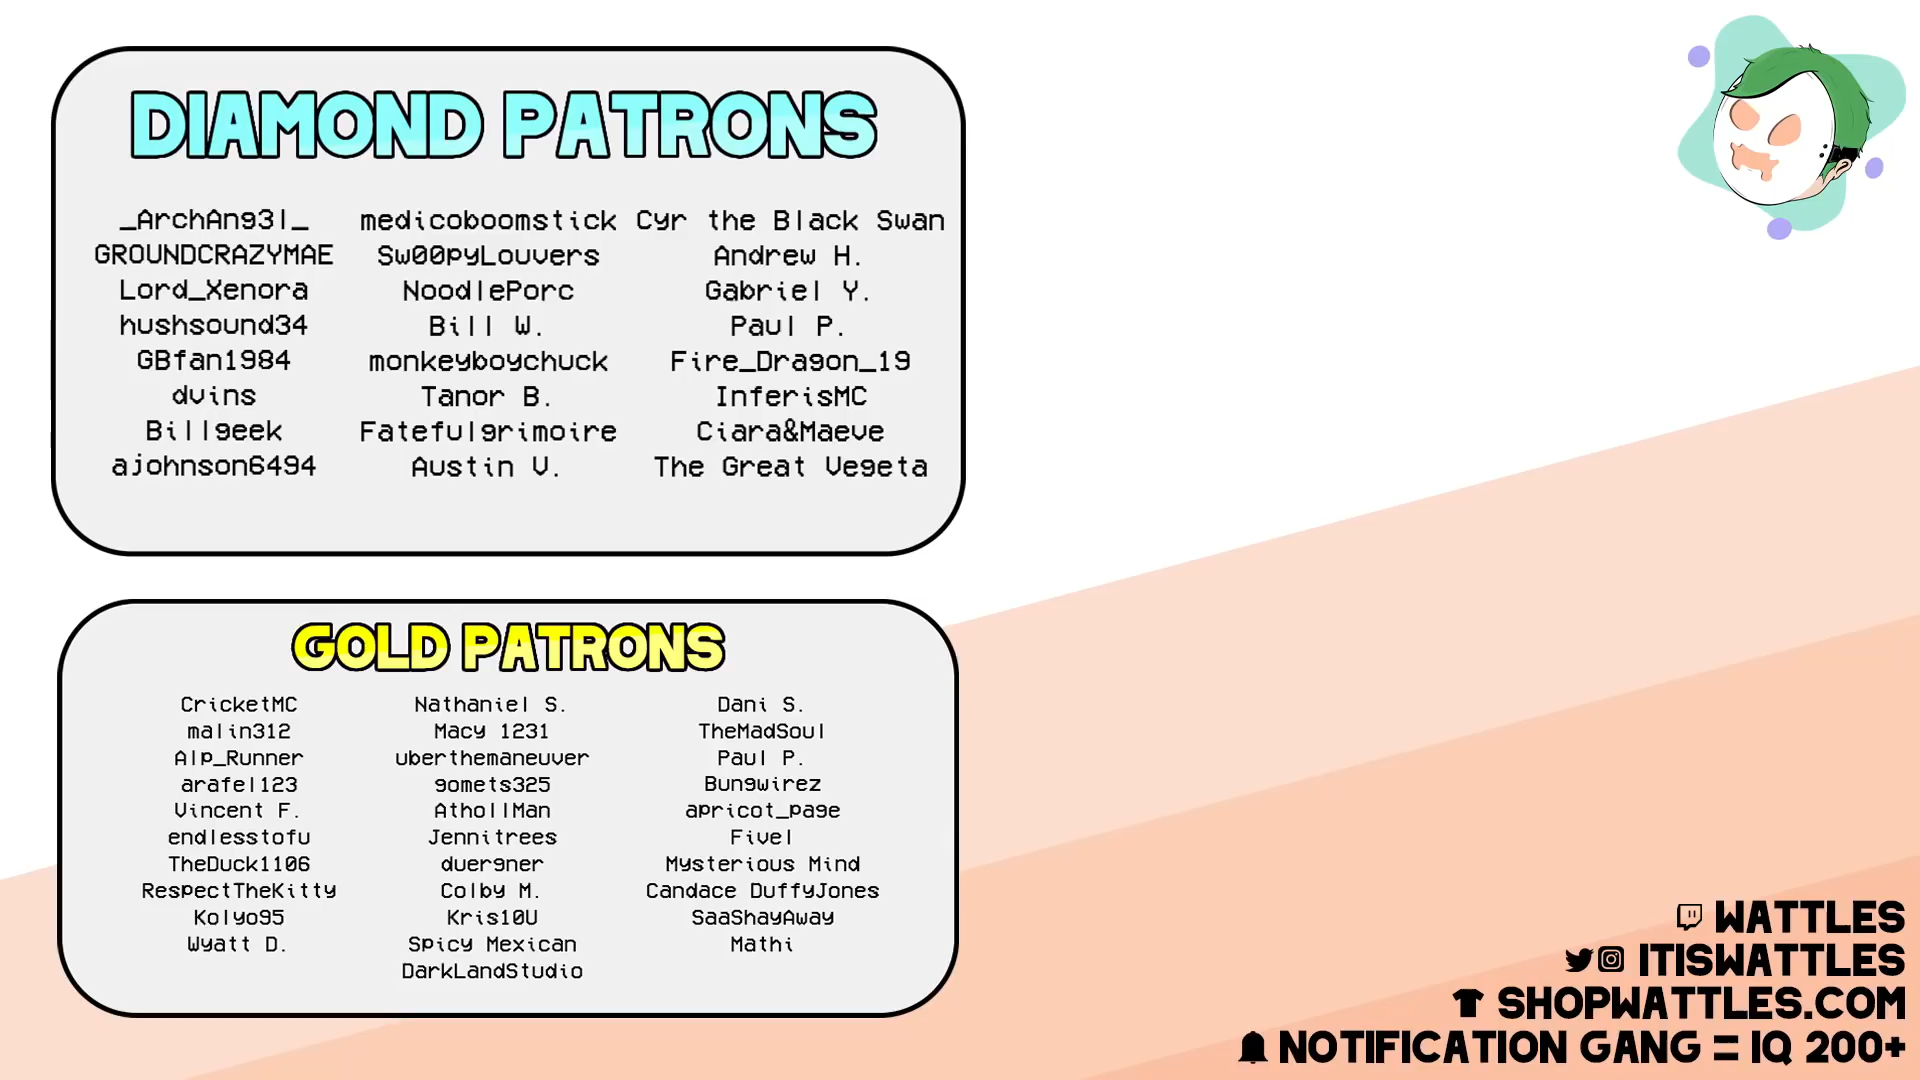 DIAMOND PATRONS
_ArchAng3l_ medicoboomstick Cyr the Black Swan
GROUNDCRAZYMAE Sw00pyLouvers Andrew H.
Lord_Xenora NoodlePorc Gabriel Y.
hushsound34 Bill W. Paul P.
GBfan1984 monkeyboychuck Fire_Dragon_19
dvins Tanor B. InferisMC
Billgeek Fatefulgrimoire Ciara&Maeve
ajohnson6494 Austin V. The Great Vegeta
GOLD PATRONS
CricketMC Nathaniel S. Dani S.
malin312 Macy 1231 TheMadSoul
Alp_Runner uberthemaneuver Paul P.
arafel123 gomets325 Bungwirez
Vincent F. AthollMan apricot_page
endlesstofu Jennitrees Fivel
TheDuck1106 duergner Mysterious Mind
RespectTheKitty Colby M. Candace DuffyJones
Kolyo95 Kris10U SaaShayAway
Wyatt D. Spicy Mexican Mathi
DarkLandStudio
WATTLES
ITISWATTLES
SHOPWATTLES.COM
NOTIFICATION GANG = IQ 200+